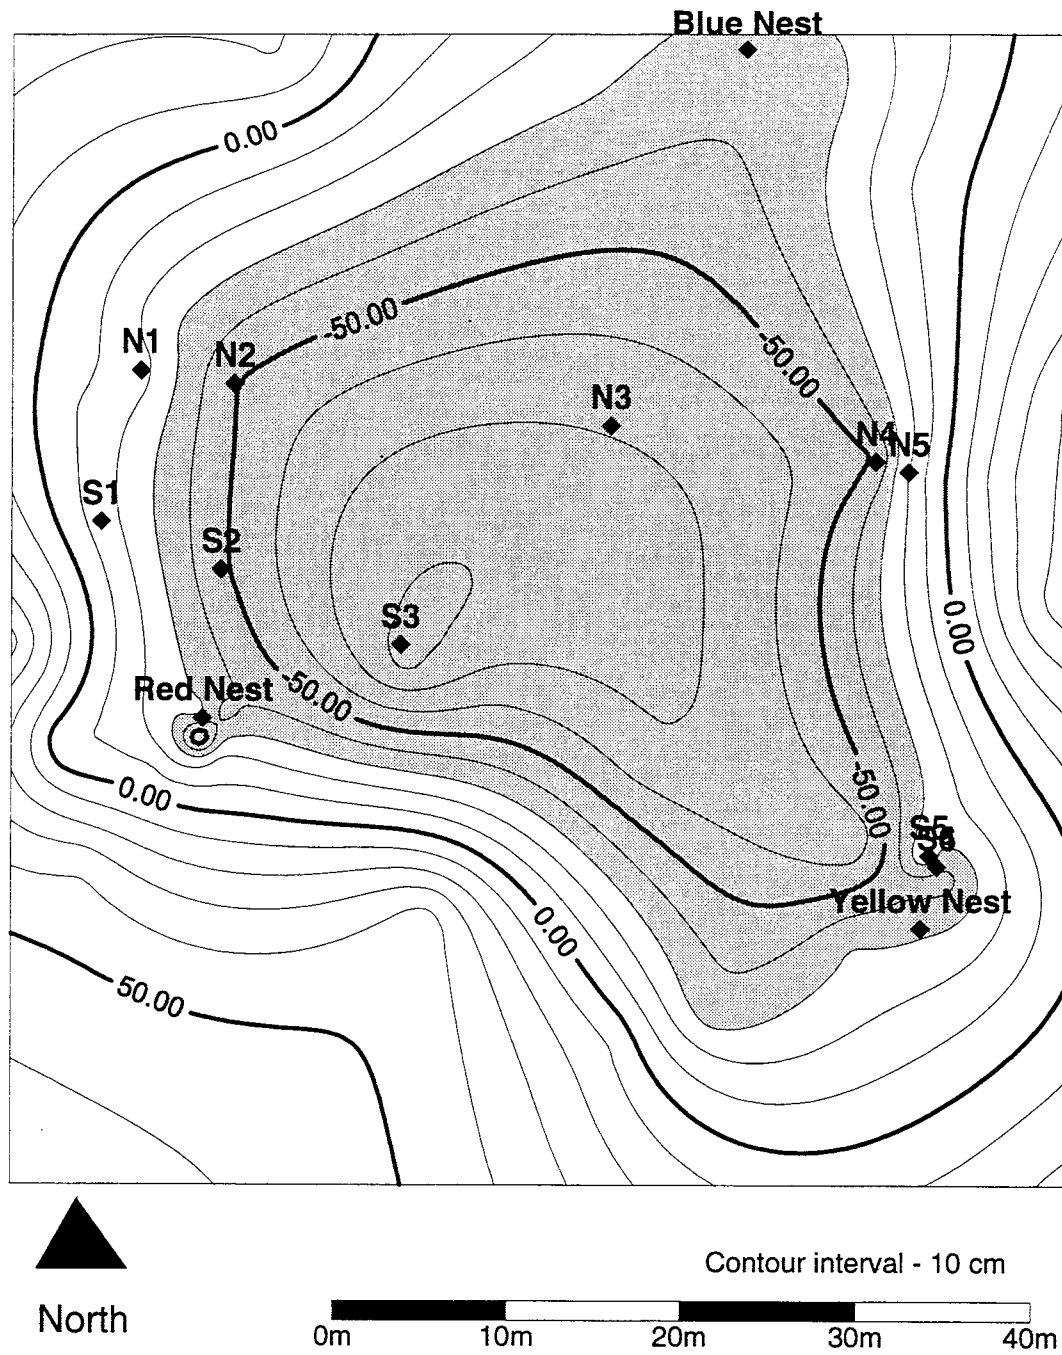 Blue Nest
0.00
-50.00
N1
N2
-50.00
N3
N4
N5
S1
S2
0.00
S3
Red Nest
-50.00
0.00
-50.00
S5
Yellow Nest
0.00
50.00
Contour interval - 10 cm
North
0m 10m 20m 30m 40m